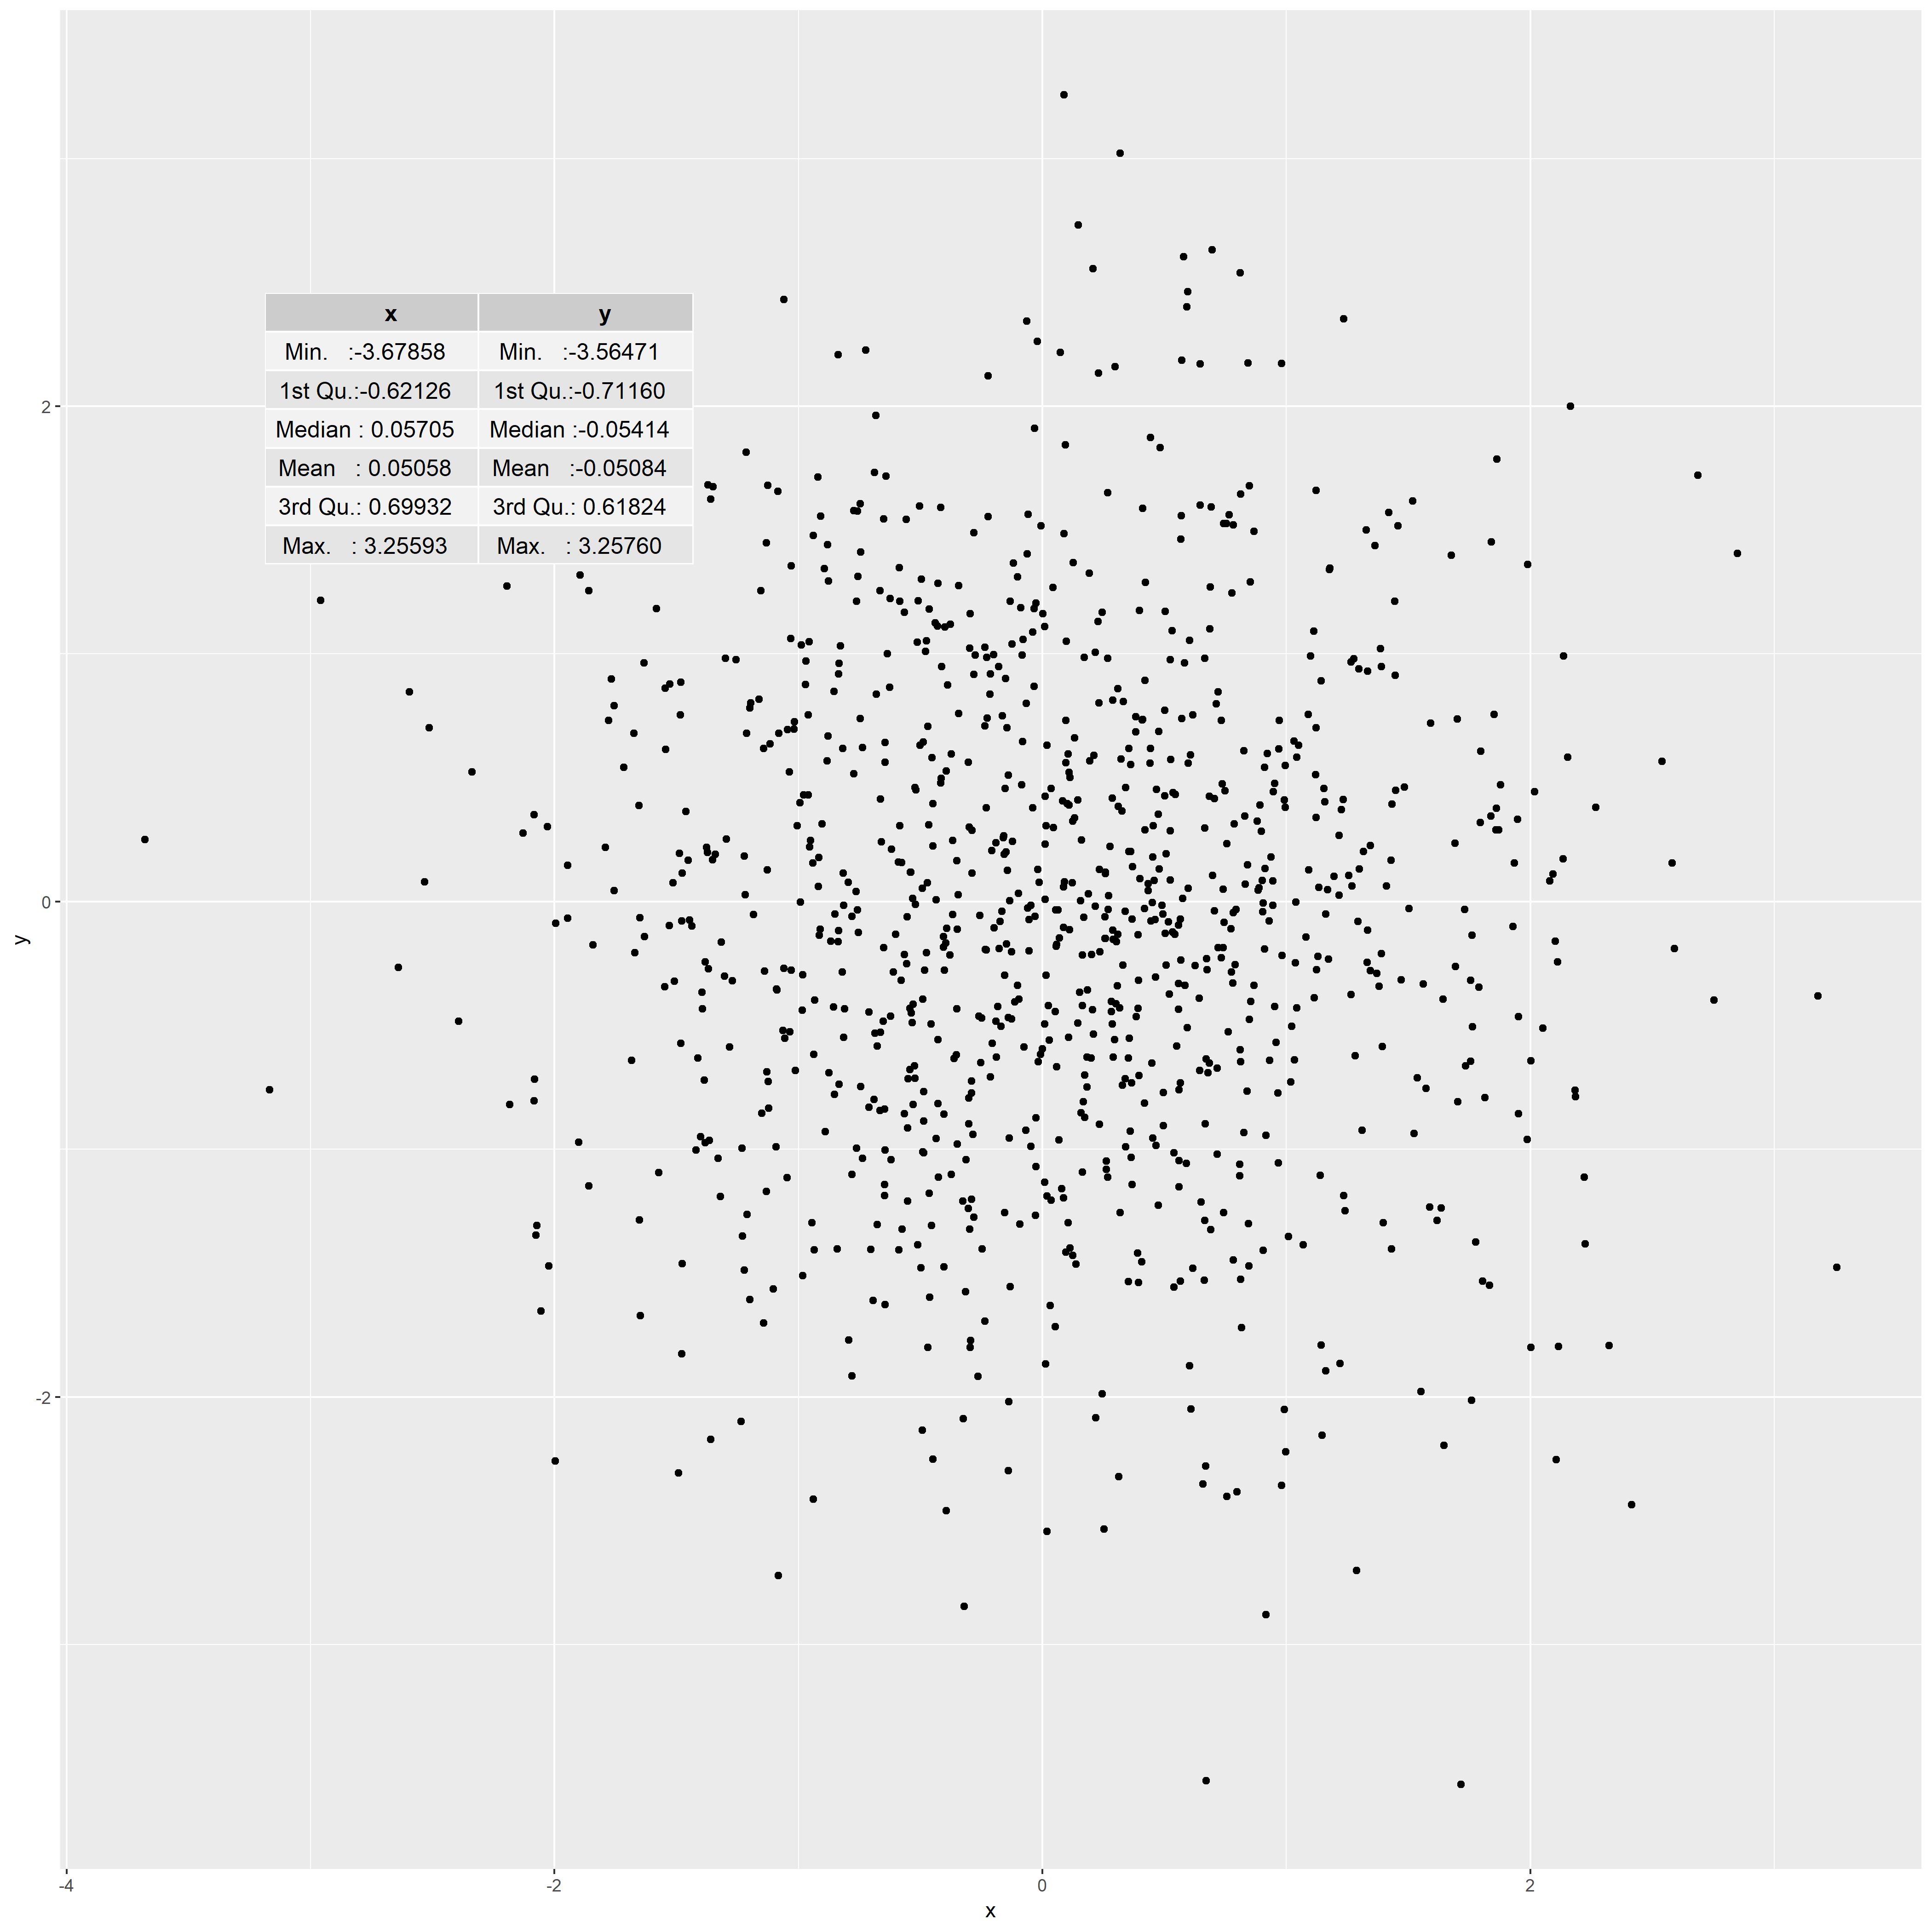 x y
Min. :-3.67858 Min. :-3.56471
1st Qu.:-0.62126 1st Qu.:-0.71160
Median : 0.05705 Median :-0.05414
Mean : 0.05058 Mean :-0.05084
3rd Qu.: 0.69932 3rd Qu.: 0.61824
Max. : 3.25593 Max. : 3.25760
2
0
-2
y
-4 -2 0 2
x